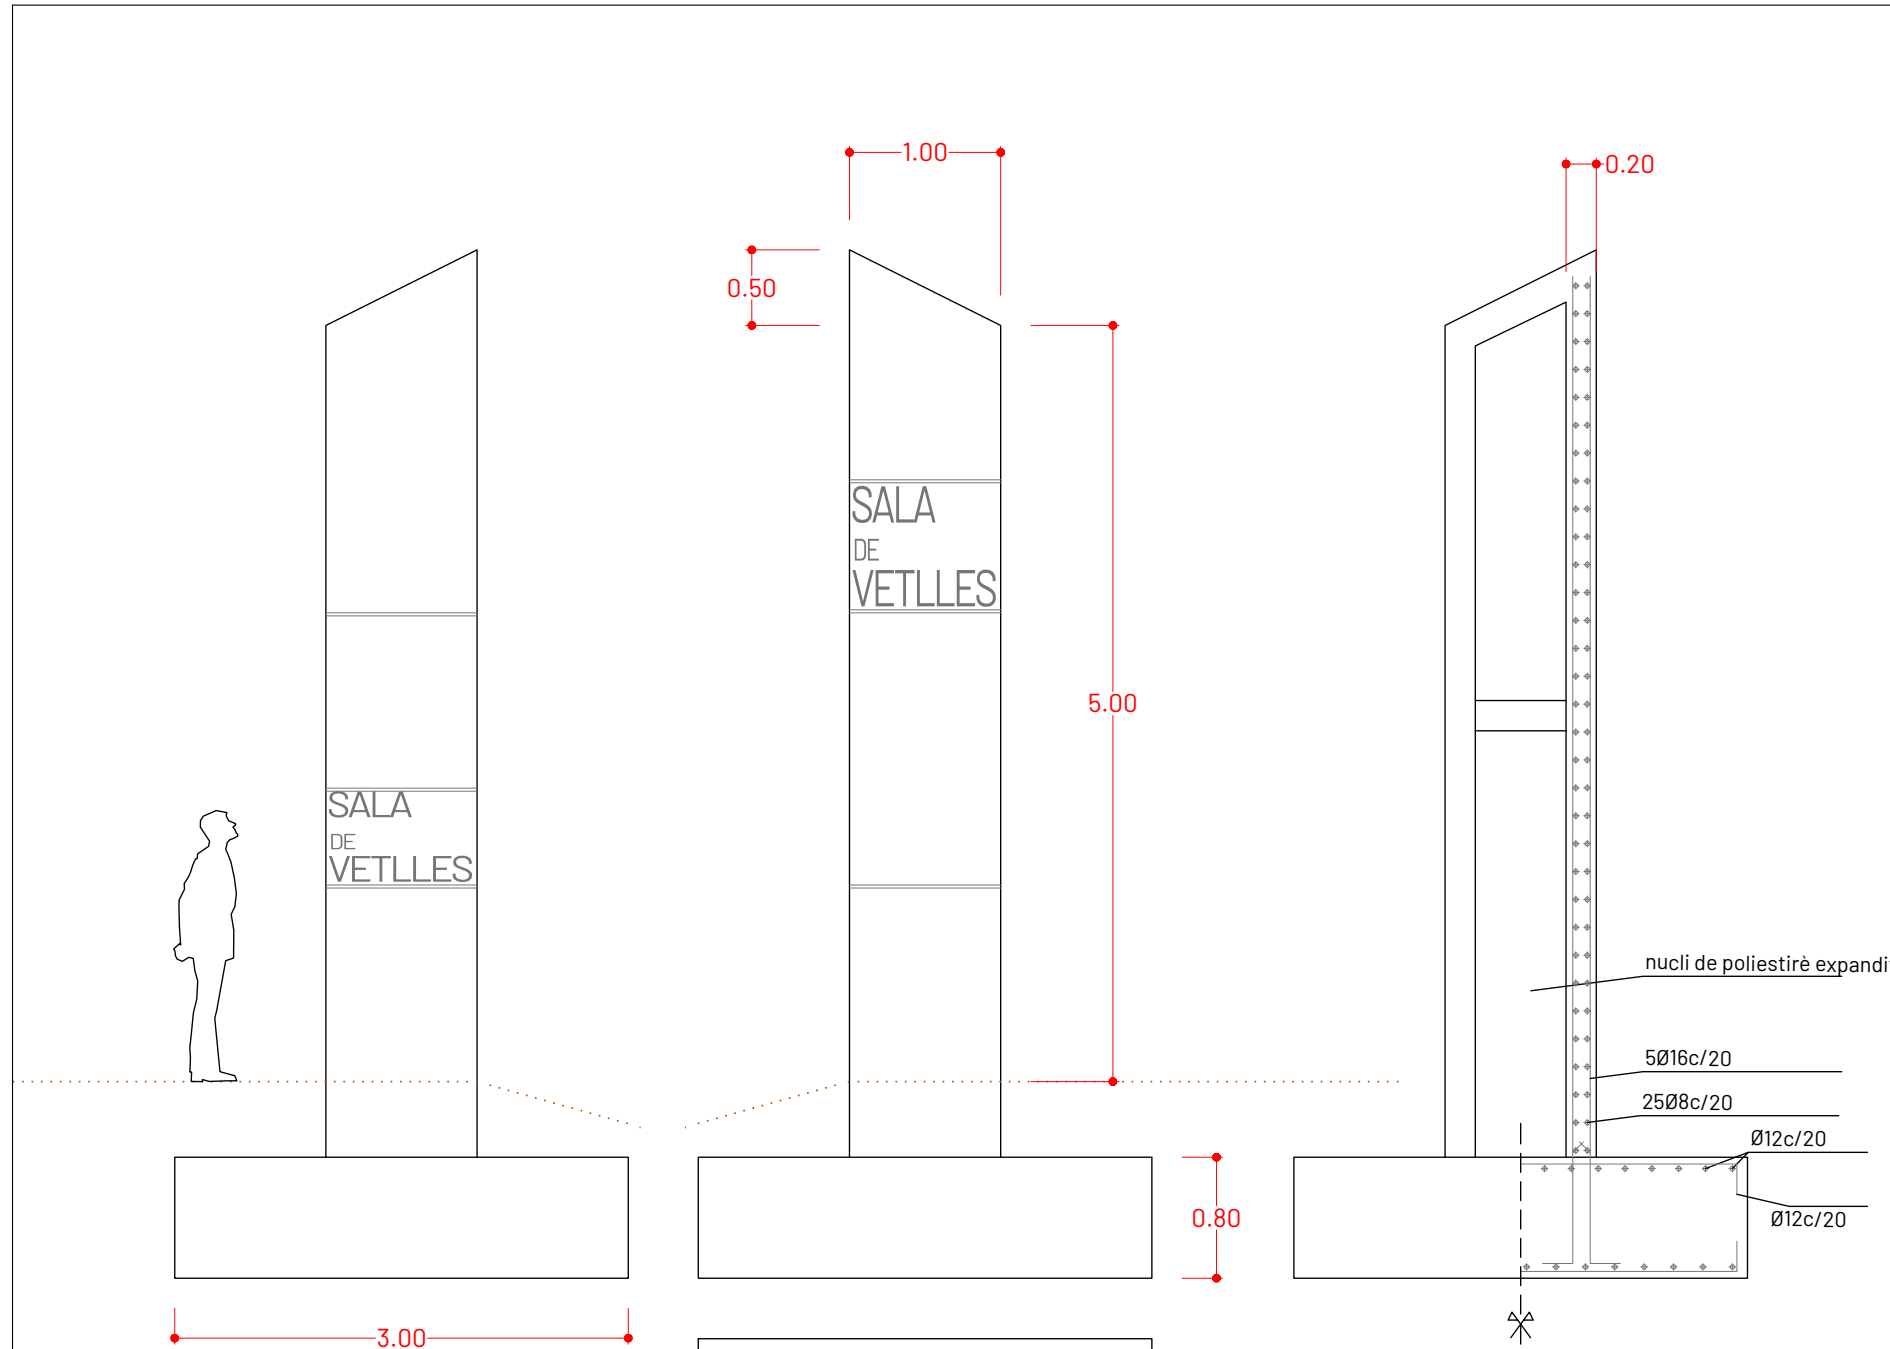 1.00
0.20
0.50
SALA
DE
VETLLES
5.00
SALA
DE
VETLLES
nucli de poliestirè expandi
5Ø16c/20
25Ø8c/20
Ø12c/20
0.80
Ø12c/20
3.00